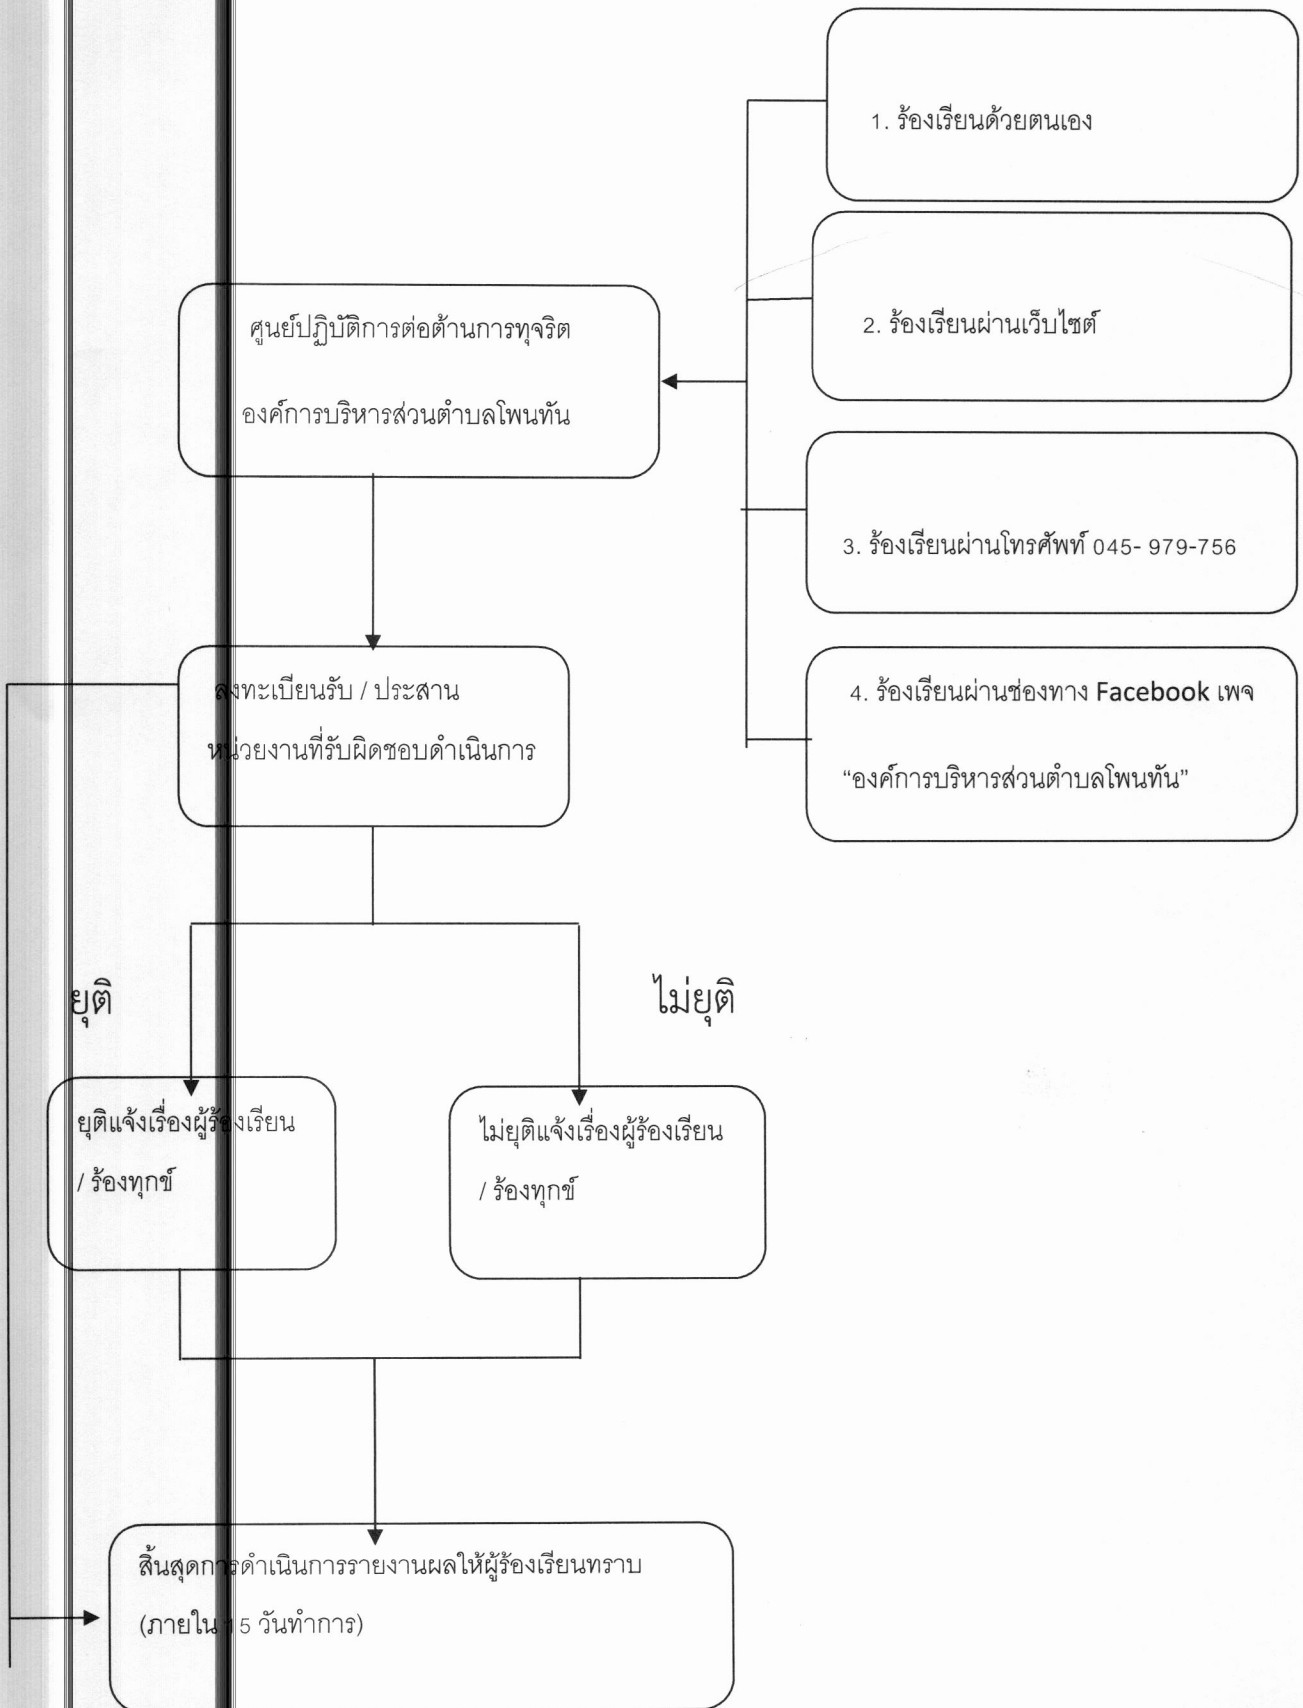 1. ร้องเรียนด้วยตนเอง
2. ร้องเรียนผ่านเว็บไซต์
ศูนย์ปฏิบัติการต่อต้านการทุจริต
องค์การบริหารส่วนตำบลโพนทัน
3. ร้องเรียนผ่านโทรศัพท์ 045- 979-756
4. ร้องเรียนผ่านช่องทาง Facebook เพจ
“องค์การบริหารส่วนตำบลโพนทัน”
ลงทะเบียนรับ / ประสาน
หน่วยงานที่รับผิดชอบดำเนินการ
ยุติ
ไม่ยุติ
ยุติแจ้งเรื่องผู้ร้องเรียน
/ ร้องทุกข์
ไม่ยุติแจ้งเรื่องผู้ร้องเรียน
/ ร้องทุกข์
สิ้นสุดการดำเนินการรายงานผลให้ผู้ร้องเรียนทราบ
(ภายใน 15 วันทำการ)